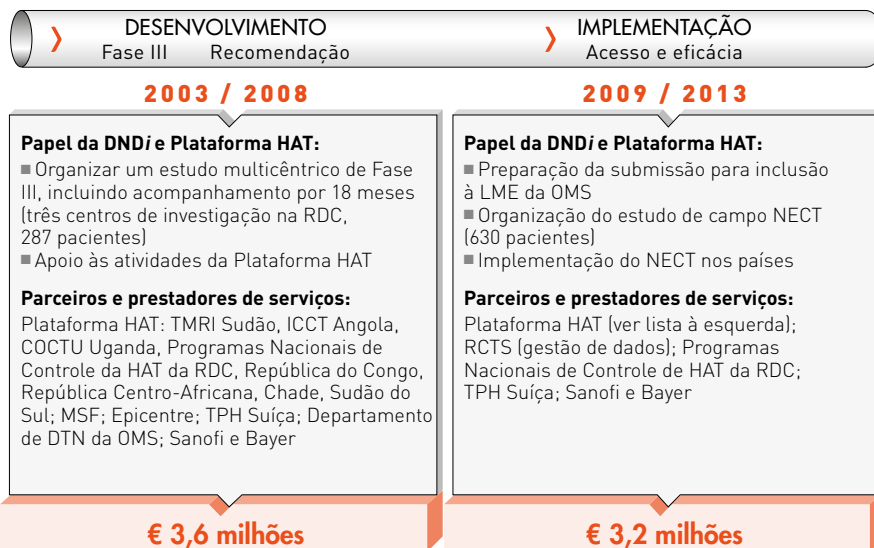 DESENVOLVIMENTO
Fase III Recomendação
2003 / 2008
Papel da DNDi e Plataforma HAT:
■ Organizar um estudo multicêntrico de Fase
III, incluindo acompanhamento por 18 meses
(três centros de investigação na RDC,
287 pacientes)
■ Apoio às atividades da Plataforma HAT
Parceiros e prestadores de serviços:
Plataforma HAT: TMRI Sudão, ICCT Angola,
COCTU Uganda, Programas Nacionais de
Controle da HAT da RDC, República do Congo,
República Centro-Africana, Chade, Sudão do
Sul; MSF; Epicentre; TPH Suíça; Departamento
de DTN da OMS; Sanofi e Bayer
€ 3,6 milhões
IMPLEMENTAÇÃO
Acesso e eficácia
2009 / 2013
Papel da DNDi e Plataforma HAT:
■ Preparação da submissão para inclusão
à LME da OMS
■ Organização do estudo de campo NECT
(630 pacientes)
■ Implementação do NECT nos países
Parceiros e prestadores de serviços:
Plataforma HAT (ver lista à esquerda);
RCTS (gestão de dados); Programas
Nacionais de Controle de HAT da RDC;
TPH Suíça; Sanofi e Bayer
€ 3,2 milhões